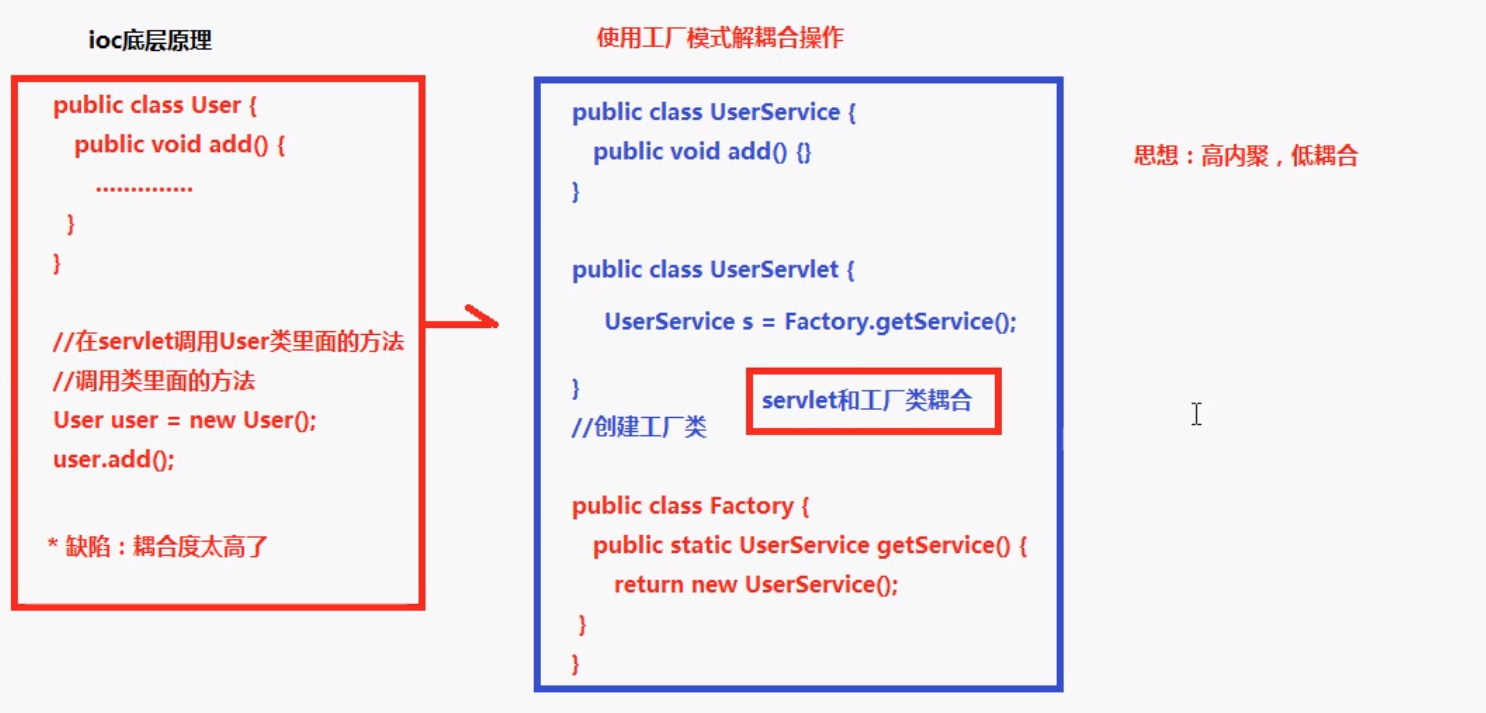 ioc底层原理
public class User {
public void add() {
..............
}
}
//在servlet调用User类里面的方法
//调用类里面的方法
User user = new User();
user.add();
* 缺陷：耦合度太高了
使用工厂模式解耦合操作
public class UserService {
public void add() {}
}
public class UserServlet {
UserService s = Factory.getService();
}
servlet和工厂类耦合
//创建工厂类
public class Factory {
public static UserService getService() {
return new UserService();
}
}
思想：高内聚，低耦合